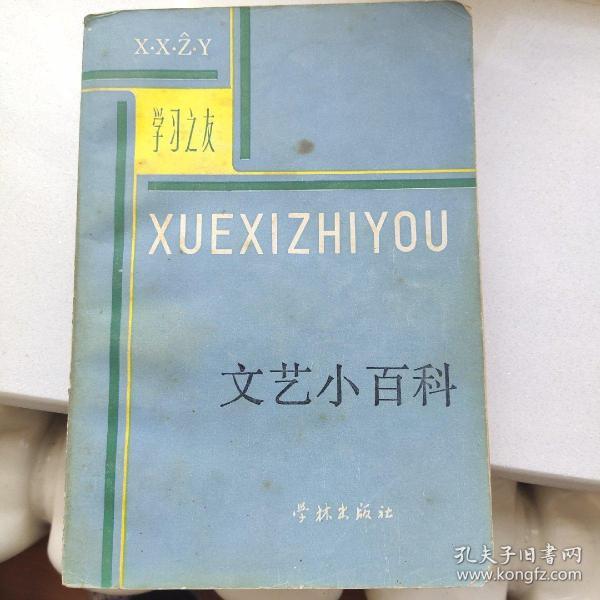 X·X·Ẑ·Y
学习之友
XUEXIZHIYOU
文艺小百科
学林出版社
孔夫子旧书网
www.kongfz.com